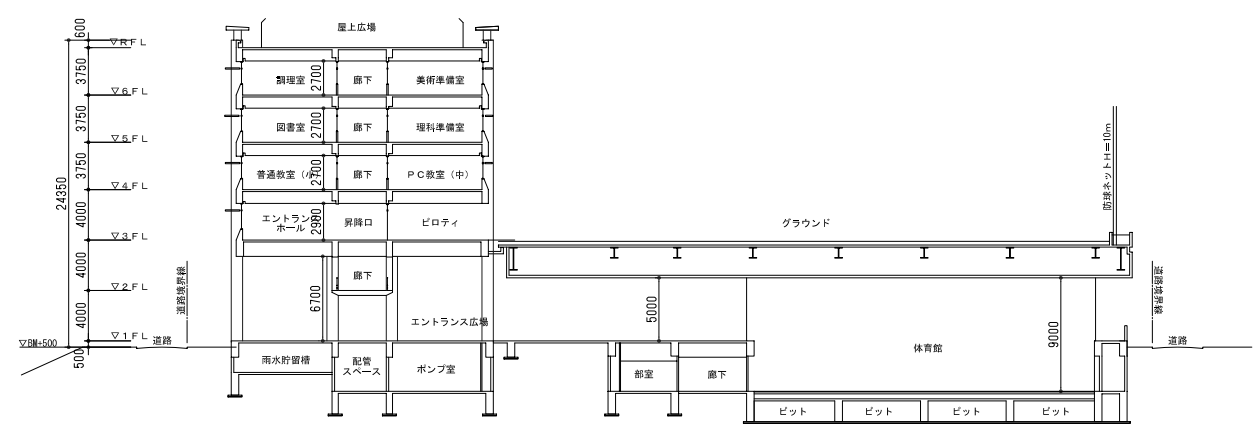 屋上広場
600
▽RFL
3750
調理室
2700
廊下
美術準備室
▽6FL
3750
図書室
2700
廊下
理科準備室
▽5FL
3750
普通教室(小)
2700
廊下
PC教室(中)
▽4FL
24350
4000
エントランス
ホール
2900
昇降口
ピロティ
グラウンド
防球ネットH=10m
▽3FL
4000
廊下
道路境界線
道路境界線
▽2FL
4000
6700
エントランス広場
5000
9000
▽1FL
道路
▽BM+500
500
雨水貯留槽
配管
スペース
ポンプ室
部室
廊下
体育館
道路
ピット
ピット
ピット
ピット